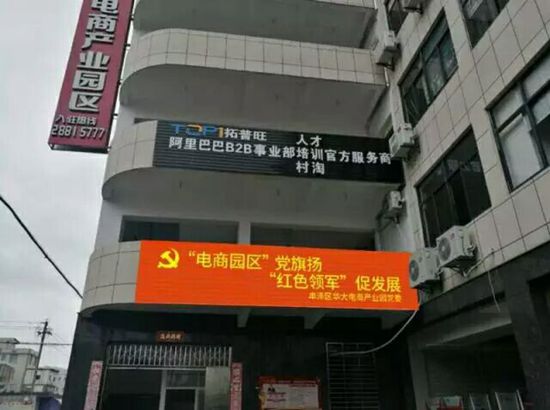 电商产业园区
入驻热线
28815777
TOP1拓普旺 人才
阿里巴巴B2B事业部培训官方服务商
村淘
“电商园区”党旗扬
“红色领军”促发展